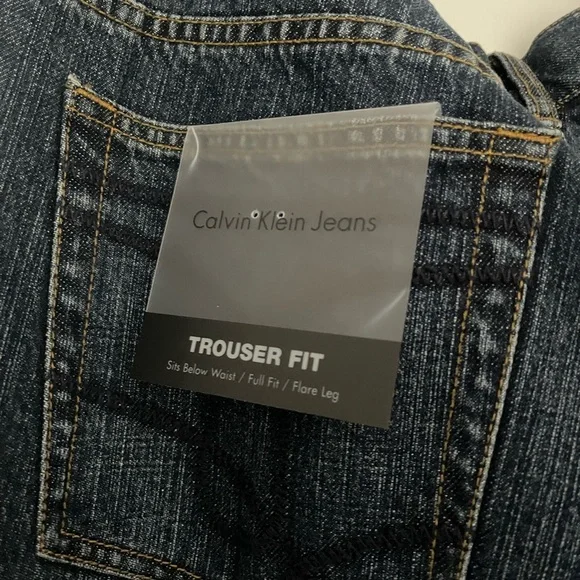 Calvin Klein Jeans
TROUSER FIT
Sits Below Waist / Full Fit / Flare Leg